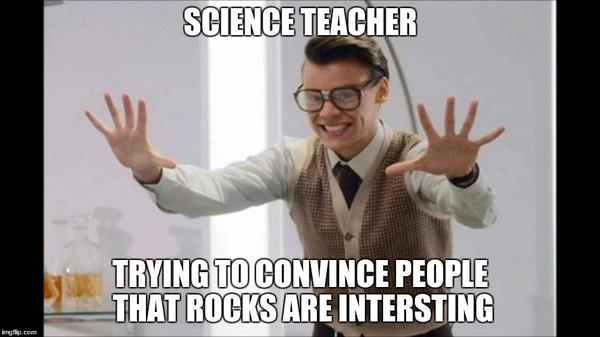 SCIENCE TEACHER
TRYING TO CONVINCE PEOPLE
THAT ROCKS ARE INTERSTING
imgflip.com